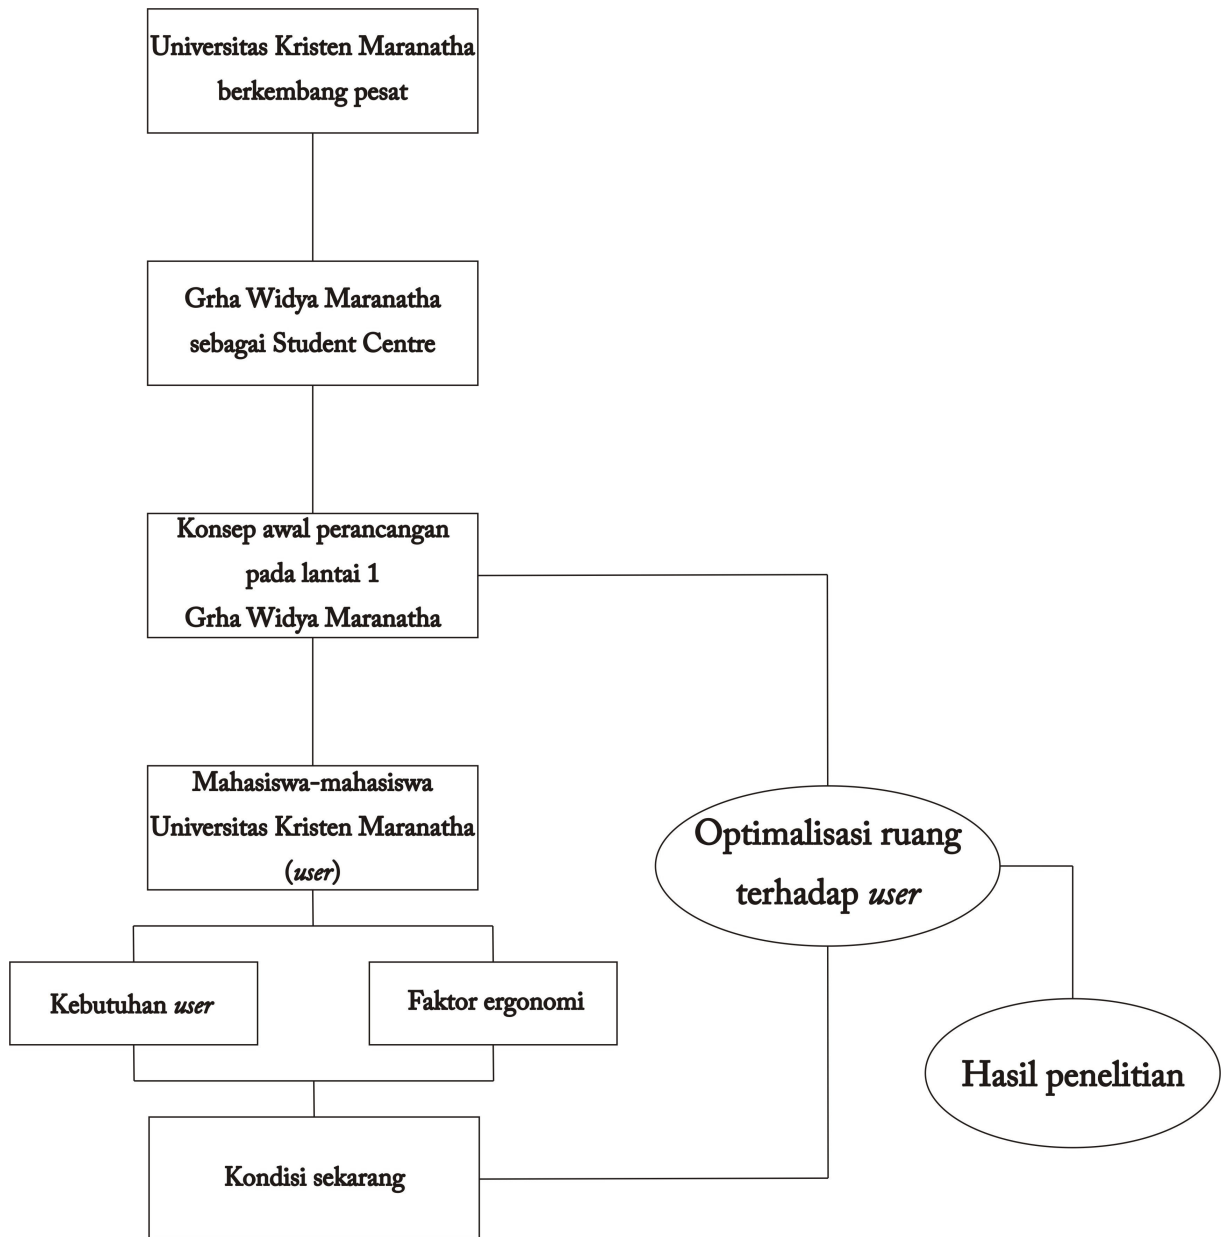 Universitas Kristen Maranatha
berkembang pesat
Grha Widya Maranatha
sebagai Student Centre
Konsep awal perancangan
pada lantai 1
Grha Widya Maranatha
Mahasiswa-mahasiswa
Universitas Kristen Maranatha
(user)
Optimalisasi ruang
terhadap user
Kebutuhan user
Faktor ergonomi
Hasil penelitian
Kondisi sekarang